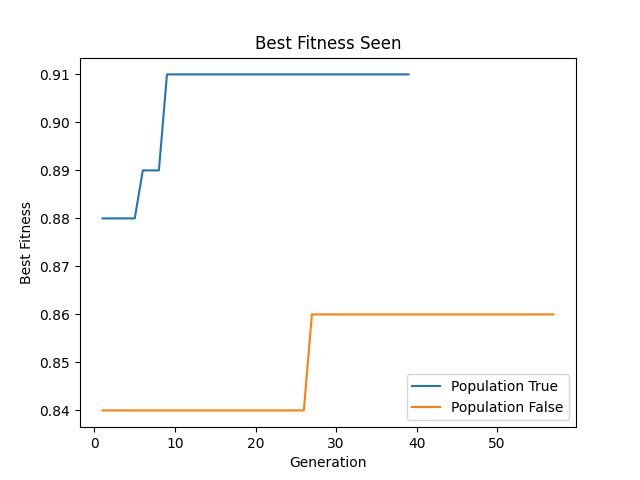 Best Fitness Seen
Best Fitness
0.91
0.90
0.89
0.88
0.87
0.86
0.85
0.84
0
10
20
30
40
50
Generation
Population True
Population False